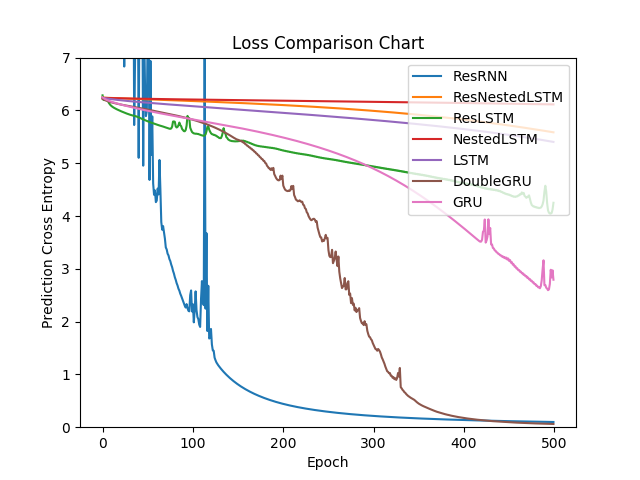 Loss Comparison Chart
7
6
5
4
3
2
1
0
Prediction Cross Entropy
ResRNN
ResNestedLSTM
ResLSTM
NestedLSTM
LSTM
DoubleGRU
GRU
0 100 200 300 400 500
Epoch